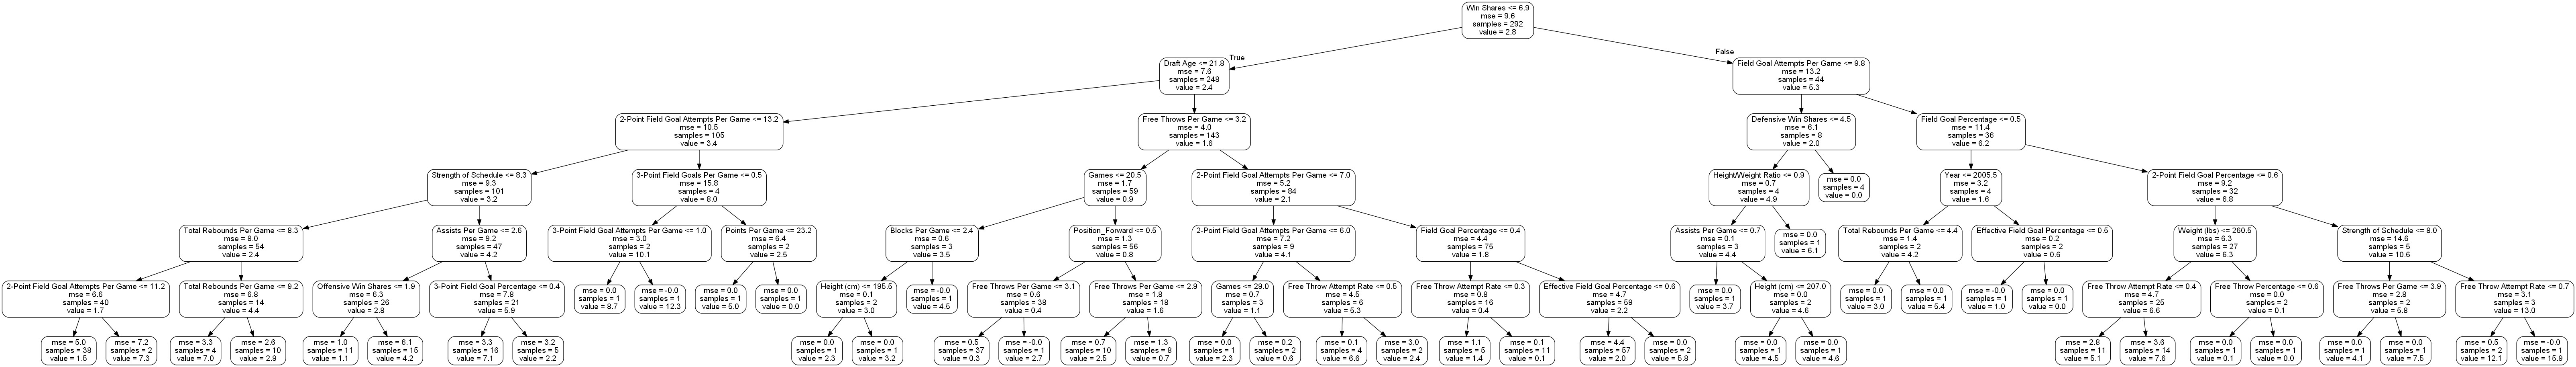 Win Shares <= 6.9
mse = 9.6
samples = 292
value = 2.8
True
False
Draft Age <= 21.8
mse = 7.6
samples = 248
value = 2.4
Field Goal Attempts Per Game <= 9.8
mse = 13.2
samples = 44
value = 5.3
2-Point Field Goal Attempts Per Game <= 13.2
mse = 10.5
samples = 105
value = 3.4
Free Throws Per Game <= 3.2
mse = 4.0
samples = 143
value = 1.6
Defensive Win Shares <= 4.5
mse = 6.1
samples = 8
value = 2.0
Field Goal Percentage <= 0.5
mse = 11.4
samples = 36
value = 6.2
Strength of Schedule <= 8.3
mse = 9.3
samples = 101
value = 3.2
3-Point Field Goals Per Game <= 0.5
mse = 15.8
samples = 4
value = 8.0
Games <= 20.5
mse = 1.7
samples = 59
value = 0.9
2-Point Field Goal Attempts Per Game <= 7.0
mse = 5.2
samples = 84
value = 2.1
Height/Weight Ratio <= 0.9
mse = 0.7
samples = 4
value = 4.9
mse = 0.0
samples = 4
value = 0.0
Year <= 2005.5
mse = 3.2
samples = 4
value = 1.6
2-Point Field Goal Percentage <= 0.6
mse = 9.2
samples = 32
value = 6.8
Total Rebounds Per Game <= 8.3
mse = 8.0
samples = 54
value = 2.4
Assists Per Game <= 2.6
mse = 9.2
samples = 47
value = 4.2
3-Point Field Goal Attempts Per Game <= 1.0
mse = 3.0
samples = 2
value = 10.1
Points Per Game <= 23.2
mse = 6.4
samples = 2
value = 2.5
Blocks Per Game <= 2.4
mse = 0.6
samples = 3
value = 3.5
Position_Forward <= 0.5
mse = 1.3
samples = 56
value = 0.8
2-Point Field Goal Attempts Per Game <= 6.0
mse = 7.2
samples = 9
value = 4.1
Field Goal Percentage <= 0.4
mse = 4.4
samples = 75
value = 1.8
Assists Per Game <= 0.7
mse = 0.1
samples = 3
value = 4.4
mse = 0.0
samples = 1
value = 6.1
Total Rebounds Per Game <= 4.4
mse = 1.4
samples = 2
value = 4.2
Effective Field Goal Percentage <= 0.5
mse = 0.2
samples = 2
value = 0.6
Weight (lbs) <= 260.5
mse = 6.3
samples = 27
value = 6.3
Strength of Schedule <= 8.0
mse = 14.6
samples = 5
value = 10.6
2-Point Field Goal Attempts Per Game <= 11.2
mse = 6.6
samples = 40
value = 1.7
Total Rebounds Per Game <= 9.2
mse = 6.8
samples = 14
value = 4.4
Offensive Win Shares <= 1.9
mse = 6.3
samples = 26
value = 2.8
3-Point Field Goal Percentage <= 0.4
mse = 7.8
samples = 21
value = 5.9
mse = 0.0
samples = 1
value = 8.7
mse = -0.0
samples = 1
value = 12.3
mse = 0.0
samples = 1
value = 5.0
mse = 0.0
samples = 1
value = 0.0
Height (cm) <= 195.5
mse = 0.1
samples = 2
value = 3.0
mse = -0.0
samples = 1
value = 4.5
Free Throws Per Game <= 3.1
mse = 0.6
samples = 38
value = 0.4
Free Throws Per Game <= 2.9
mse = 1.8
samples = 18
value = 1.6
Games <= 29.0
mse = 0.7
samples = 3
value = 1.1
Free Throw Attempt Rate <= 0.5
mse = 4.5
samples = 6
value = 5.3
Free Throw Attempt Rate <= 0.3
mse = 0.8
samples = 16
value = 0.4
Effective Field Goal Percentage <= 0.6
mse = 4.7
samples = 59
value = 2.2
mse = 0.0
samples = 1
value = 3.7
Height (cm) <= 207.0
mse = 0.0
samples = 2
value = 4.6
mse = 0.0
samples = 1
value = 3.0
mse = 0.0
samples = 1
value = 5.4
mse = -0.0
samples = 1
value = 1.0
mse = 0.0
samples = 1
value = 0.0
Free Throw Attempt Rate <= 0.4
mse = 4.7
samples = 25
value = 6.6
Free Throw Percentage <= 0.6
mse = 0.0
samples = 2
value = 0.1
Free Throws Per Game <= 3.9
mse = 2.8
samples = 2
value = 5.8
Free Throw Attempt Rate <= 0.7
mse = 3.1
samples = 3
value = 13.0
mse = 5.0
samples = 38
value = 1.5
mse = 7.2
samples = 2
value = 7.3
mse = 3.3
samples = 4
value = 7.0
mse = 2.6
samples = 10
value = 2.9
mse = 1.0
samples = 11
value = 1.1
mse = 6.1
samples = 15
value = 4.2
mse = 3.3
samples = 16
value = 7.1
mse = 3.2
samples = 5
value = 2.2
mse = 0.0
samples = 1
value = 2.3
mse = 0.0
samples = 1
value = 3.2
mse = 0.5
samples = 37
value = 0.3
mse = -0.0
samples = 1
value = 2.7
mse = 0.7
samples = 10
value = 2.5
mse = 1.3
samples = 8
value = 0.7
mse = 0.0
samples = 1
value = 2.3
mse = 0.2
samples = 2
value = 0.6
mse = 0.1
samples = 4
value = 6.6
mse = 3.0
samples = 2
value = 2.4
mse = 1.1
samples = 5
value = 1.4
mse = 0.1
samples = 11
value = 0.1
mse = 4.4
samples = 57
value = 2.0
mse = 0.0
samples = 2
value = 5.8
mse = 0.0
samples = 1
value = 4.5
mse = 0.0
samples = 1
value = 4.6
mse = 2.8
samples = 11
value = 5.1
mse = 3.6
samples = 14
value = 7.6
mse = 0.0
samples = 1
value = 0.1
mse = 0.0
samples = 1
value = 0.0
mse = 0.0
samples = 1
value = 4.1
mse = 0.0
samples = 1
value = 7.5
mse = 0.5
samples = 2
value = 12.1
mse = -0.0
samples = 1
value = 15.9